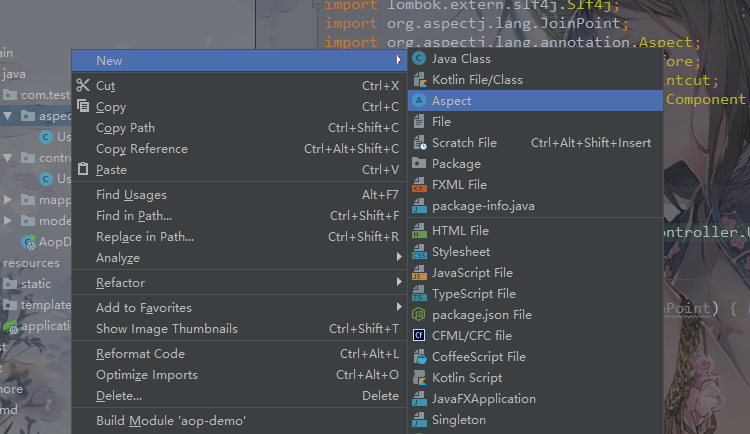 import lombok.extern.slf4j.Slf4j;
import org.aspectj.lang.JoinPoint;
import org.aspectj.lang.annotation.Aspect;
ain
java
com.test
aspec
Us
contro
Us
mapp
mode
AopD
resources
static
template
applicatio
st
t
nore
md
New
Cut Ctrl+X
Copy Ctrl+C
Copy Path Ctrl+Shift+C
Copy Reference Ctrl+Alt+Shift+C
Paste Ctrl+V
Find Usages Alt+F7
Find in Path... Ctrl+Shift+F
Replace in Path... Ctrl+Shift+R
Analyze
Refactor
Add to Favorites
Show Image Thumbnails Ctrl+Shift+T
Reformat Code Ctrl+Alt+L
Optimize Imports Ctrl+Alt+O
Delete... Delete
Build Module 'aop-demo'
Java Class
Kotlin File/Class
Aspect
File
Scratch File Ctrl+Alt+Shift+Insert
Package
FXML File
package-info.java
HTML File
Stylesheet
JavaScript File
TypeScript File
package.json File
CFML/CFC file
CoffeeScript File
Kotlin Script
JavaFXApplication
Singleton
fore;
ntcut;
Component
ontroller.U
nPoint) {